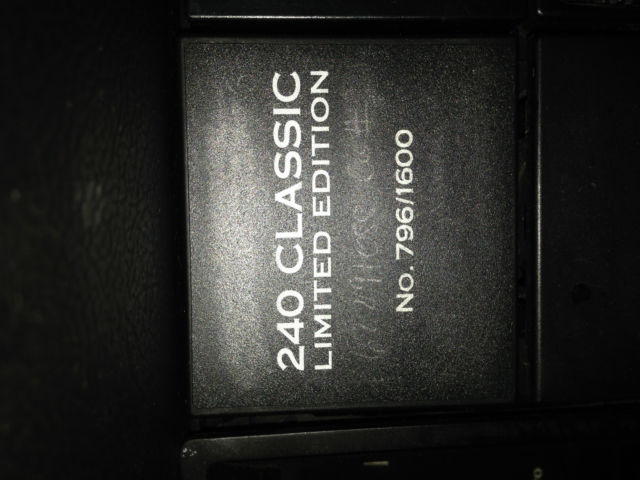 240 CLASSIC
LIMITED EDITION
NO. 796/1600